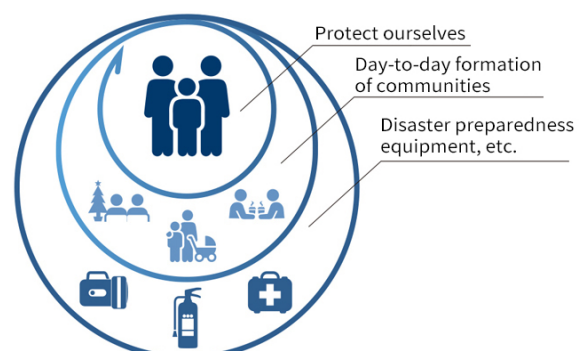 Protect ourselves
Day-to-day formation
of communities
Disaster preparedness
equipment, etc.